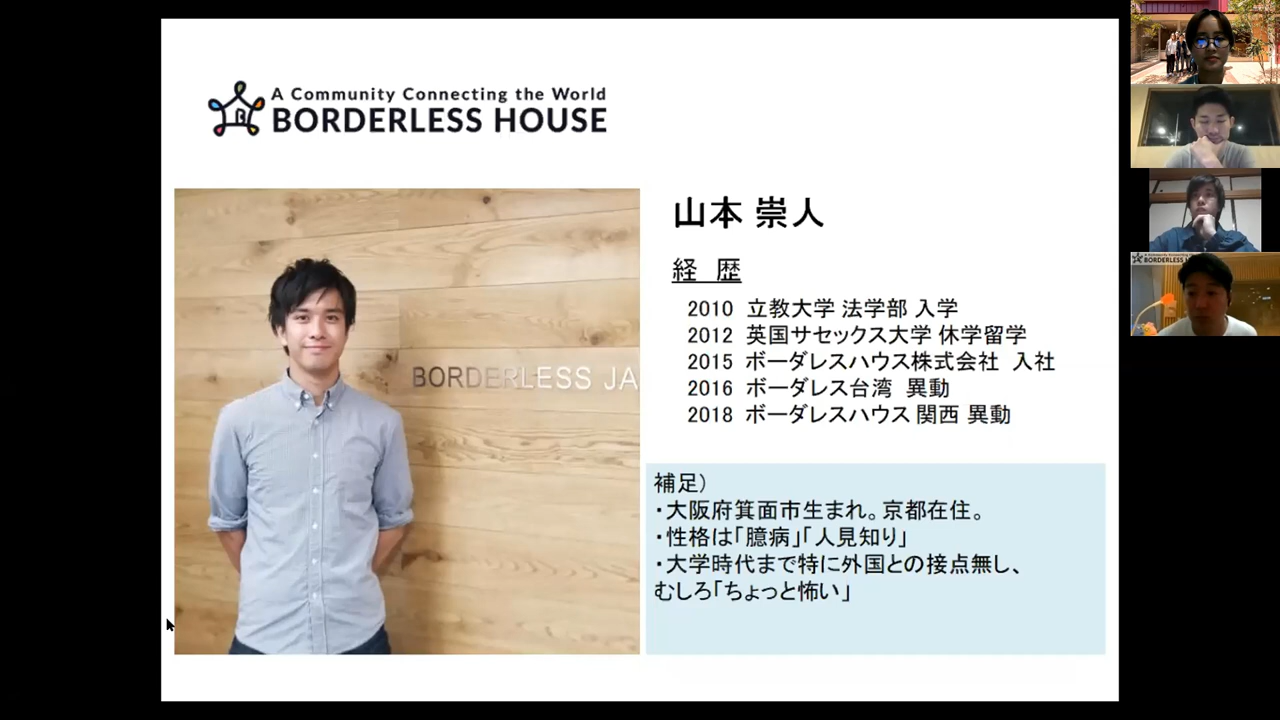 A Community Connecting the World
BORDERLESS HOUSE
BORDERLESS JA
山本 崇人
経 歴
2010 立教大学 法学部 入学
2012 英国サセックス大学 休学留学
2015 ボーダレスハウス株式会社 入社
2016 ボーダレス台湾 異動
2018 ボーダレスハウス 関西 異動
補足)
・大阪府箕面市生まれ。京都在住。
・性格は「臆病」「人見知り」
・大学時代まで特に外国との接点無し、
むしろ「ちょっと怖い」
BORDERLESS HOUSE